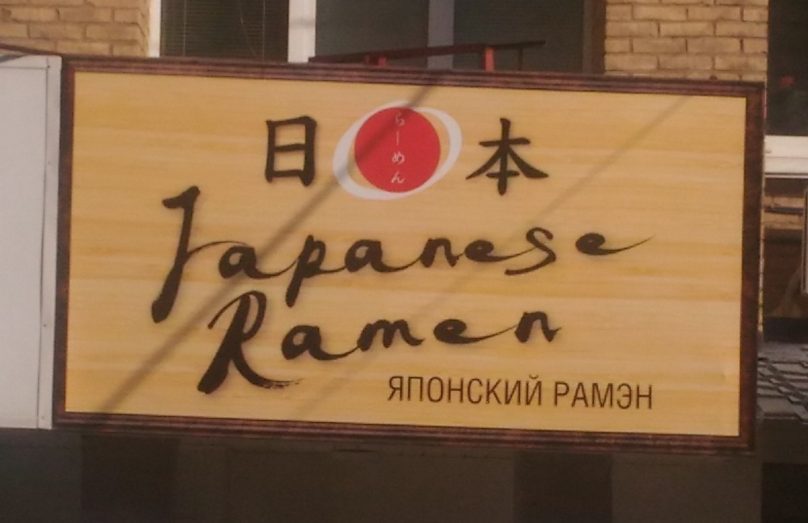 日 本
らーめん
Japanese
Ramen
ЯПОНСКИЙ РАМЭН